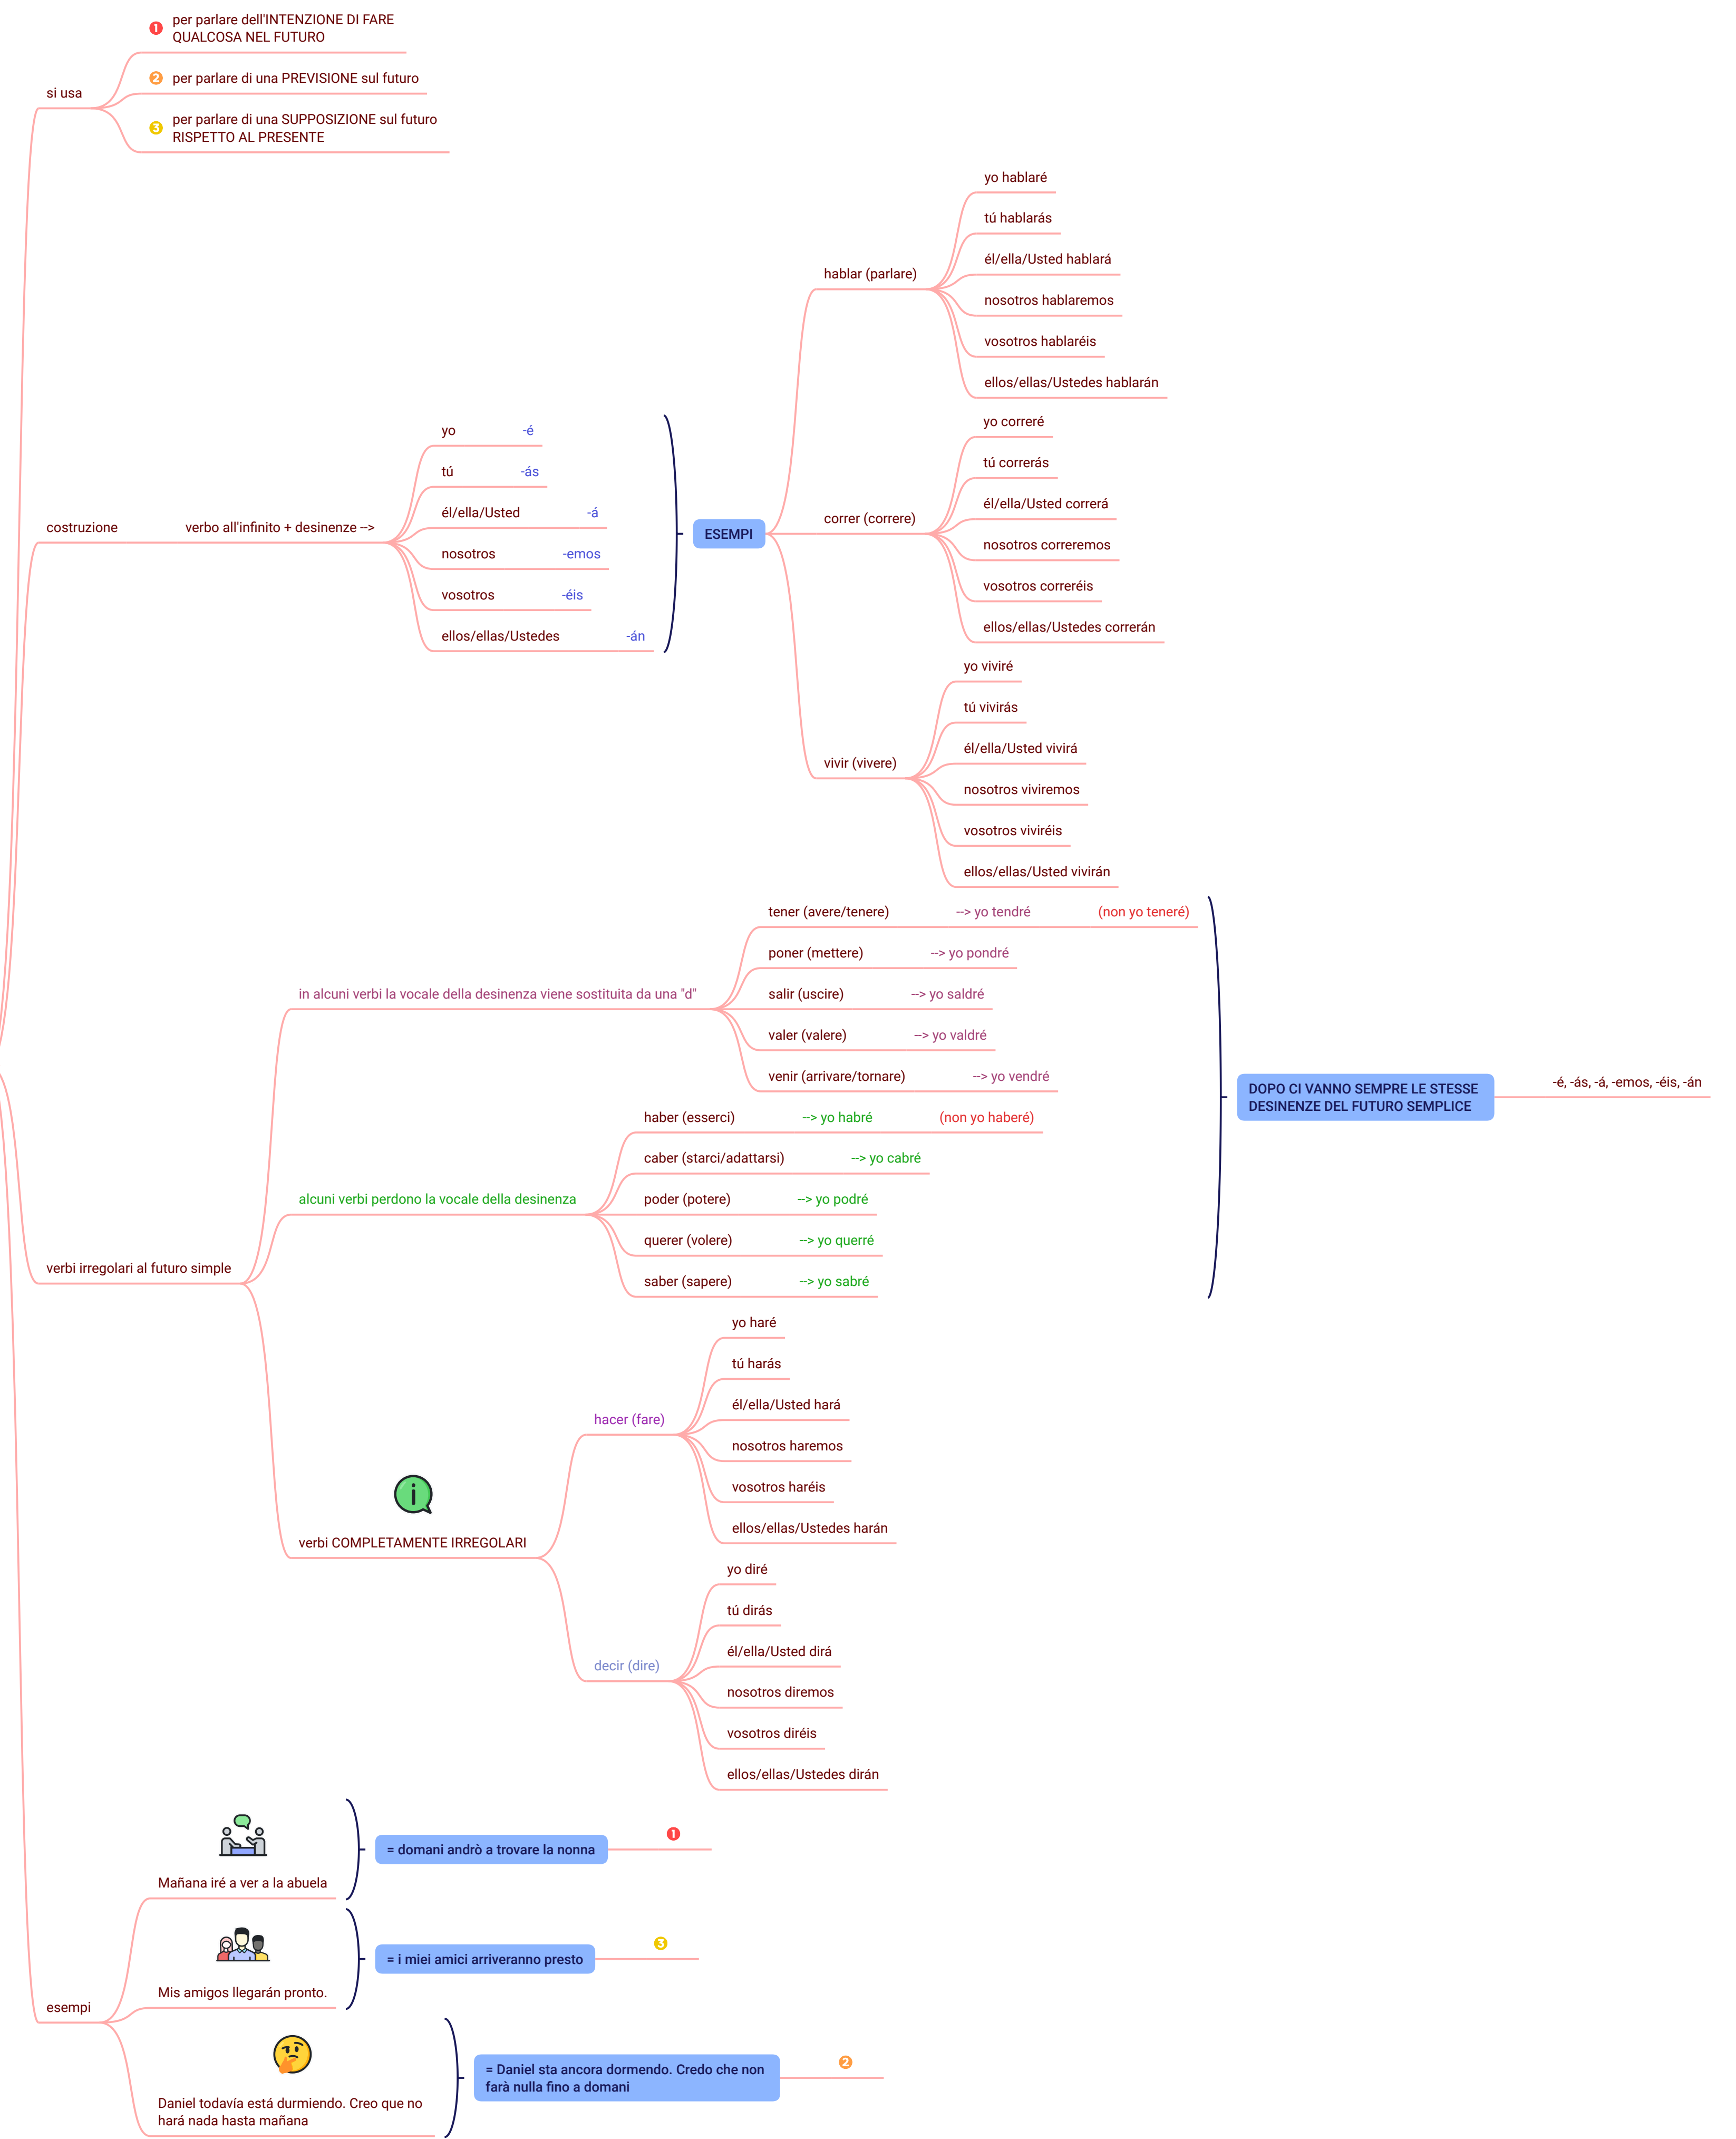 1 per parlare dell'INTENZIONE DI FARE
QUALCOSA NEL FUTURO
2 per parlare di una PREVISIONE sul futuro
si usa
3 per parlare di una SUPPOSIZIONE sul futuro
RISPETTO AL PRESENTE
costruzione
verbo all'infinito + desinenze -->
yo -é
tú -ás
él/ella/Usted -á
nosotros -emos
vosotros -éis
ellos/ellas/Ustedes -án
ESEMPI
hablar (parlare)
yo hablaré
tú hablarás
él/ella/Usted hablará
nosotros hablaremos
vosotros hablaréis
ellos/ellas/Ustedes hablarán
correr (correre)
yo correré
tú correrás
él/ella/Usted correrá
nosotros correremos
vosotros correréis
ellos/ellas/Ustedes correrán
vivir (vivere)
yo viviré
tú vivirás
él/ella/Usted vivirá
nosotros viviremos
vosotros viviréis
ellos/ellas/Usted vivirán
verbi irregolari al futuro simple
in alcuni verbi la vocale della desinenza viene sostituita da una "d"
tener (avere/tenere) --> yo tendré (non yo teneré)
poner (mettere) --> yo pondré
salir (uscire) --> yo saldré
valer (valere) --> yo valdré
venir (arrivare/tornare) --> yo vendré
alcuni verbi perdono la vocale della desinenza
haber (esserci) --> yo habré (non yo haberé)
caber (starci/adattarsi) --> yo cabré
poder (potere) --> yo podré
querer (volere) --> yo querré
saber (sapere) --> yo sabré
DOPO CI VANNO SEMPRE LE STESSE
DESINENZE DEL FUTURO SEMPLICE
-é, -ás, -á, -emos, -éis, -án
verbi COMPLETAMENTE IRREGOLARI
hacer (fare)
yo haré
tú harás
él/ella/Usted hará
nosotros haremos
vosotros haréis
ellos/ellas/Ustedes harán
decir (dire)
yo diré
tú dirás
él/ella/Usted dirá
nosotros diremos
vosotros diréis
ellos/ellas/Ustedes dirán
esempi
Mañana iré a ver a la abuela
= domani andrò a trovare la nonna
1
Mis amigos llegarán pronto.
= i miei amici arriveranno presto
3
Daniel todavía está durmiendo. Creo que no
hará nada hasta mañana
= Daniel sta ancora dormendo. Credo che non
farà nulla fino a domani
2